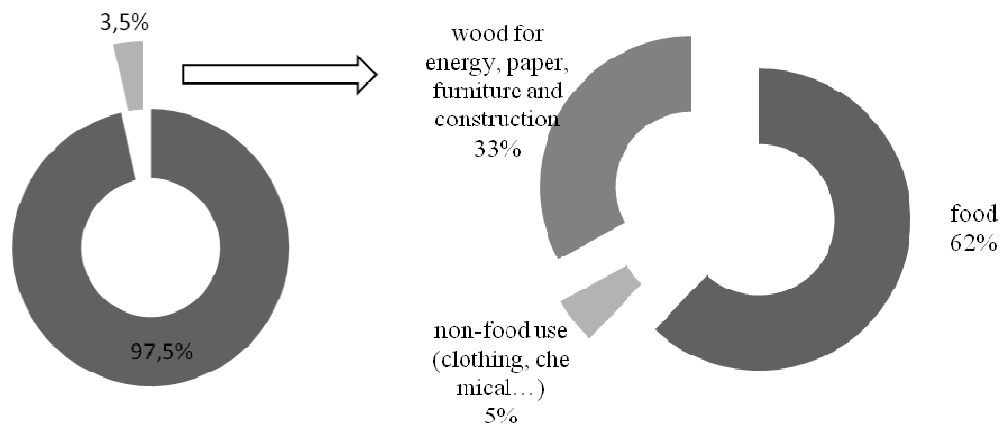 3,5%
97,5%
wood for
energy, paper,
furniture and
construction
33%
food
62%
non-food use
(clothing, che
mical…)
5%